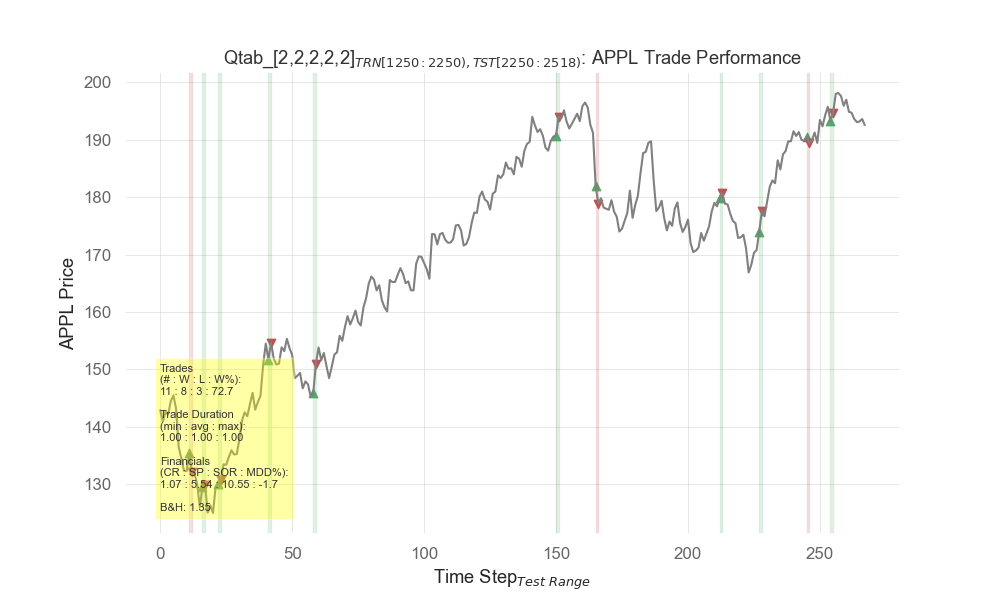 Qtab_[2,2,2,2,2]TRN[1250:2250),TST[2250:2518): APPL Trade Performance
200
190
180
170
160
150
140
130
APPL Price
Trades
(# : W : L : W%):
11 : 8 : 3 : 72.7
Trade Duration
(min : avg : max):
1.00 : 1.00 : 1.00
Financials
(CR : SP : SOR : MDD%):
1.07 : 5.54 : 10.55 : -1.7
B&H: 1.35
0 50 100 150 200 250
Time StepTest Range